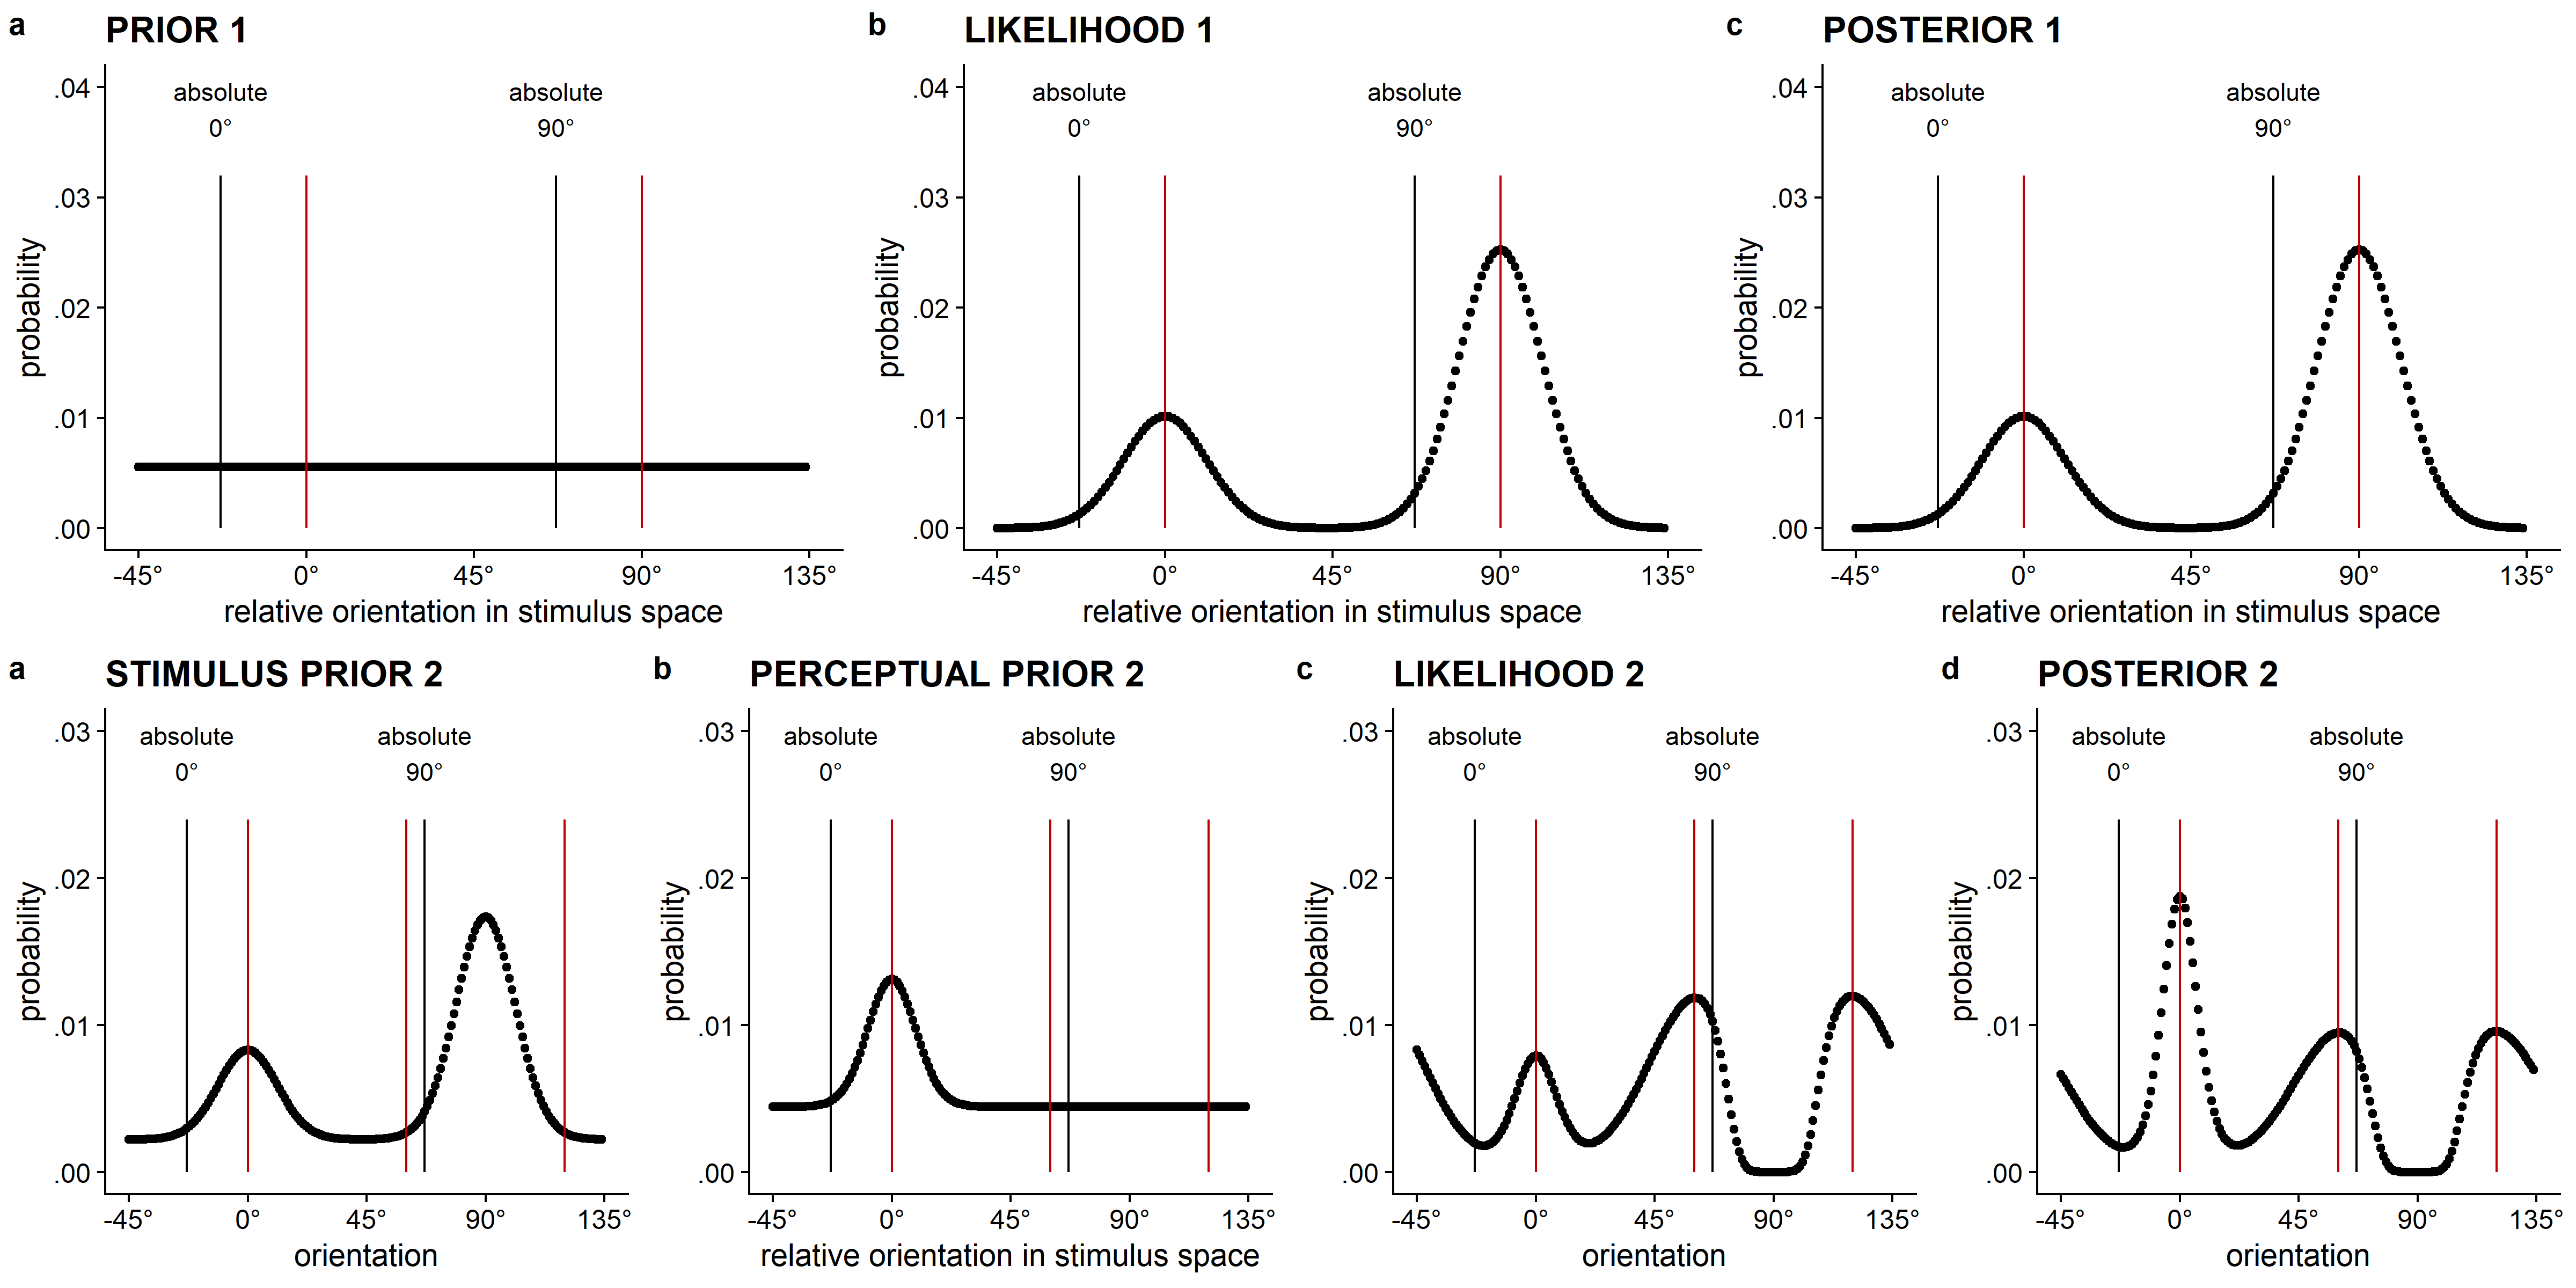 a PRIOR 1
.04
.03
.02
.01
.00
absolute absolute
0° 90°
probability
-45° 0° 45° 90° 135°
relative orientation in stimulus space
b LIKELIHOOD 1
.04
.03
.02
.01
.00
absolute absolute
0° 90°
probability
-45° 0° 45° 90° 135°
relative orientation in stimulus space
c POSTERIOR 1
.04
.03
.02
.01
.00
absolute absolute
0° 90°
probability
-45° 0° 45° 90° 135°
relative orientation in stimulus space
a STIMULUS PRIOR 2
.03
.02
.01
.00
absolute absolute
0° 90°
probability
-45° 0° 45° 90° 135°
orientation
b PERCEPTUAL PRIOR 2
.03
.02
.01
.00
absolute absolute
0° 90°
probability
-45° 0° 45° 90° 135°
relative orientation in stimulus space
c LIKELIHOOD 2
.03
.02
.01
.00
absolute absolute
0° 90°
probability
-45° 0° 45° 90° 135°
orientation
d POSTERIOR 2
.03
.02
.01
.00
absolute absolute
0° 90°
probability
-45° 0° 45° 90° 135°
orientation